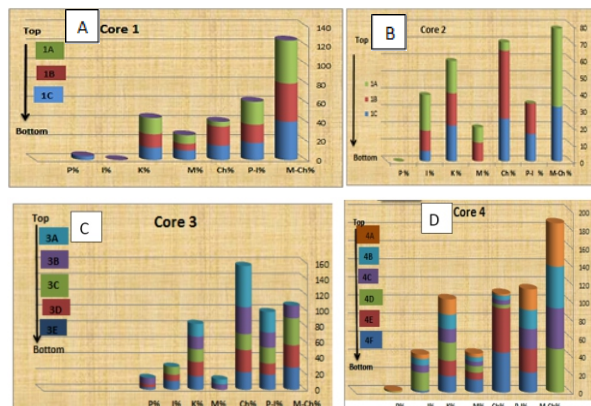 A
Core 1
Top
1A
1B
1C
Bottom
140
120
100
80
60
40
20
0
P%
I%
K%
M%
Ch%
P-I%
M-Ch%
B
Core 2
Top
1A
1B
1C
Bottom
80
70
60
50
40
30
20
10
0
P%
I%
K%
M %
Ch%
P-I %
M-Ch%
C
Core 3
Top
3A
3B
3C
3D
3E
Bottom
160
140
120
100
80
60
40
20
0
P%
I%
K%
M%
Ch%
P-I%
M-Ch%
D
Core 4
Top
4A
4B
4C
4D
4E
4F
Bottom
200
180
160
140
120
100
80
60
40
20
0
P%
I%
K%
M%
Ch%
P-I%
M-Ch%